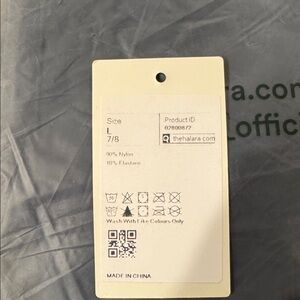 Size
L
7/8
Product ID
02800872
thehalara.com
90% Nylon
10% Elastane
Wash With Like Colours Only
MADE IN CHINA
ra.com
_offic